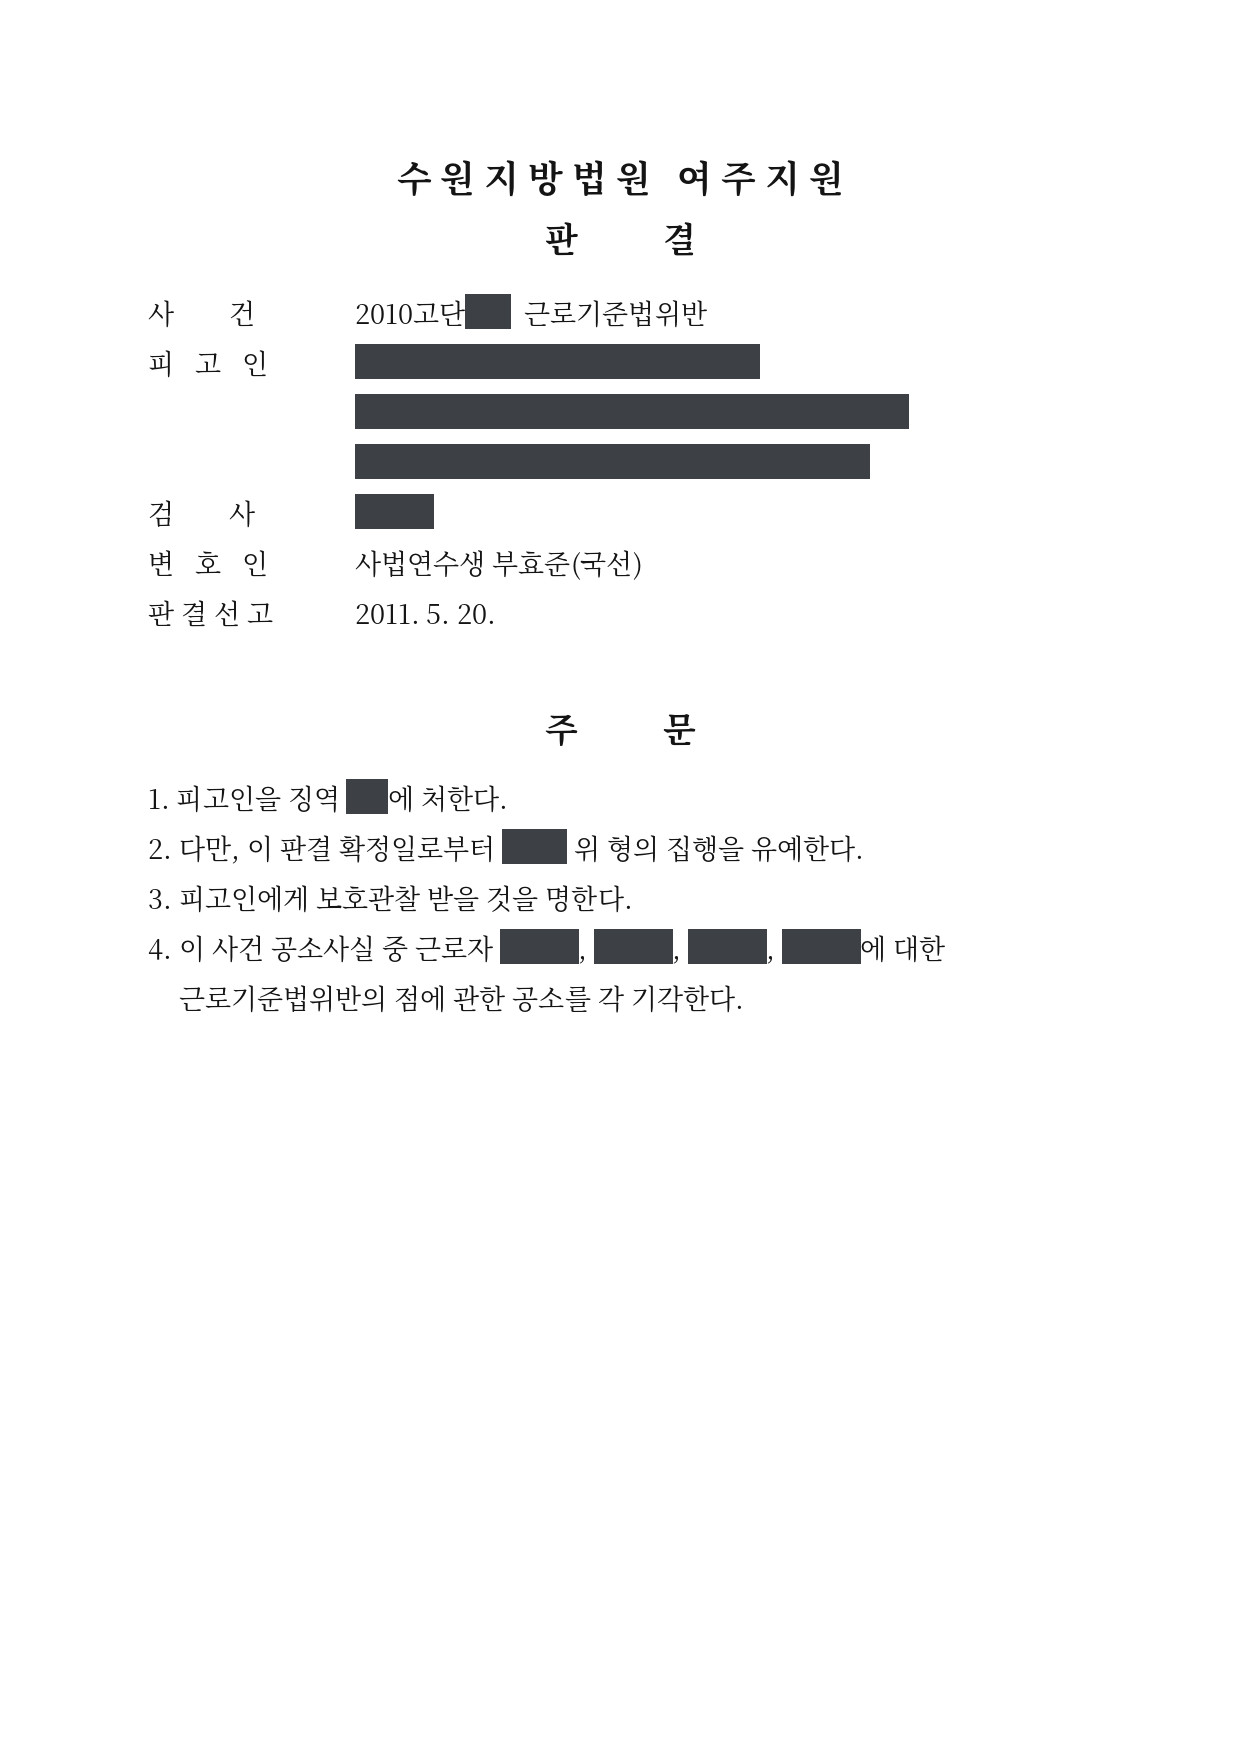 수원지방법원 여주지원
판 결
사 건 2010고단 근로기준법위반
피 고 인
검 사
변 호 인 사법연수생 부효준(국선)
판 결 선 고 2011. 5. 20.
주 문
1. 피고인을 징역 에 처한다.
2. 다만, 이 판결 확정일로부터 위 형의 집행을 유예한다.
3. 피고인에게 보호관찰 받을 것을 명한다.
4. 이 사건 공소사실 중 근로자 , , , 에 대한
근로기준법위반의 점에 관한 공소를 각 기각한다.